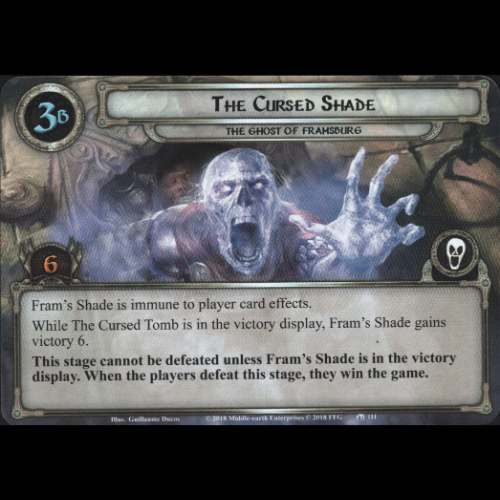 3B
THE CURSED SHADE
THE GHOST OF FRAMSBURG
6
Fram's Shade is immune to player card effects.
While The Cursed Tomb is in the victory display, Fram's Shade gains
victory 6.
This stage cannot be defeated unless Fram's Shade is in the victory
display. When the players defeat this stage, they win the game.
Illus. Guillaume Ducos © 2018 Middle-earth Enterprises © 2018 FFG 111